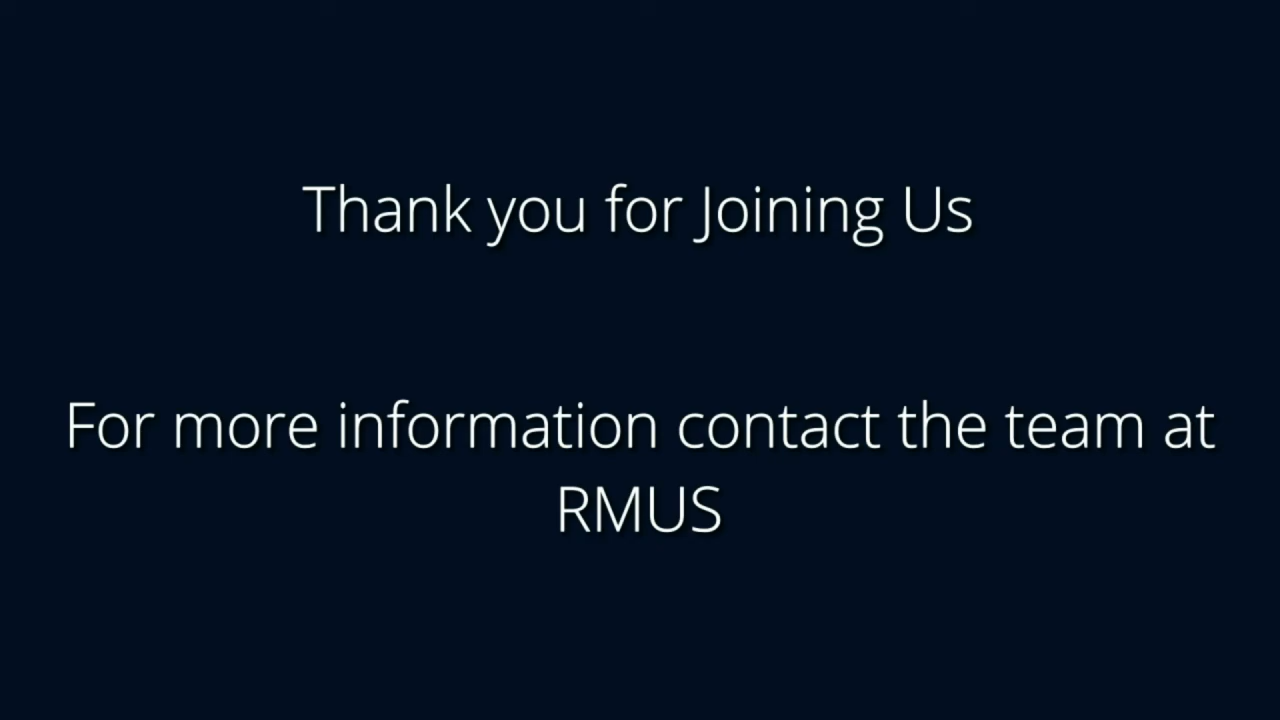 Thank you for Joining Us
For more information contact the team at
RMUS